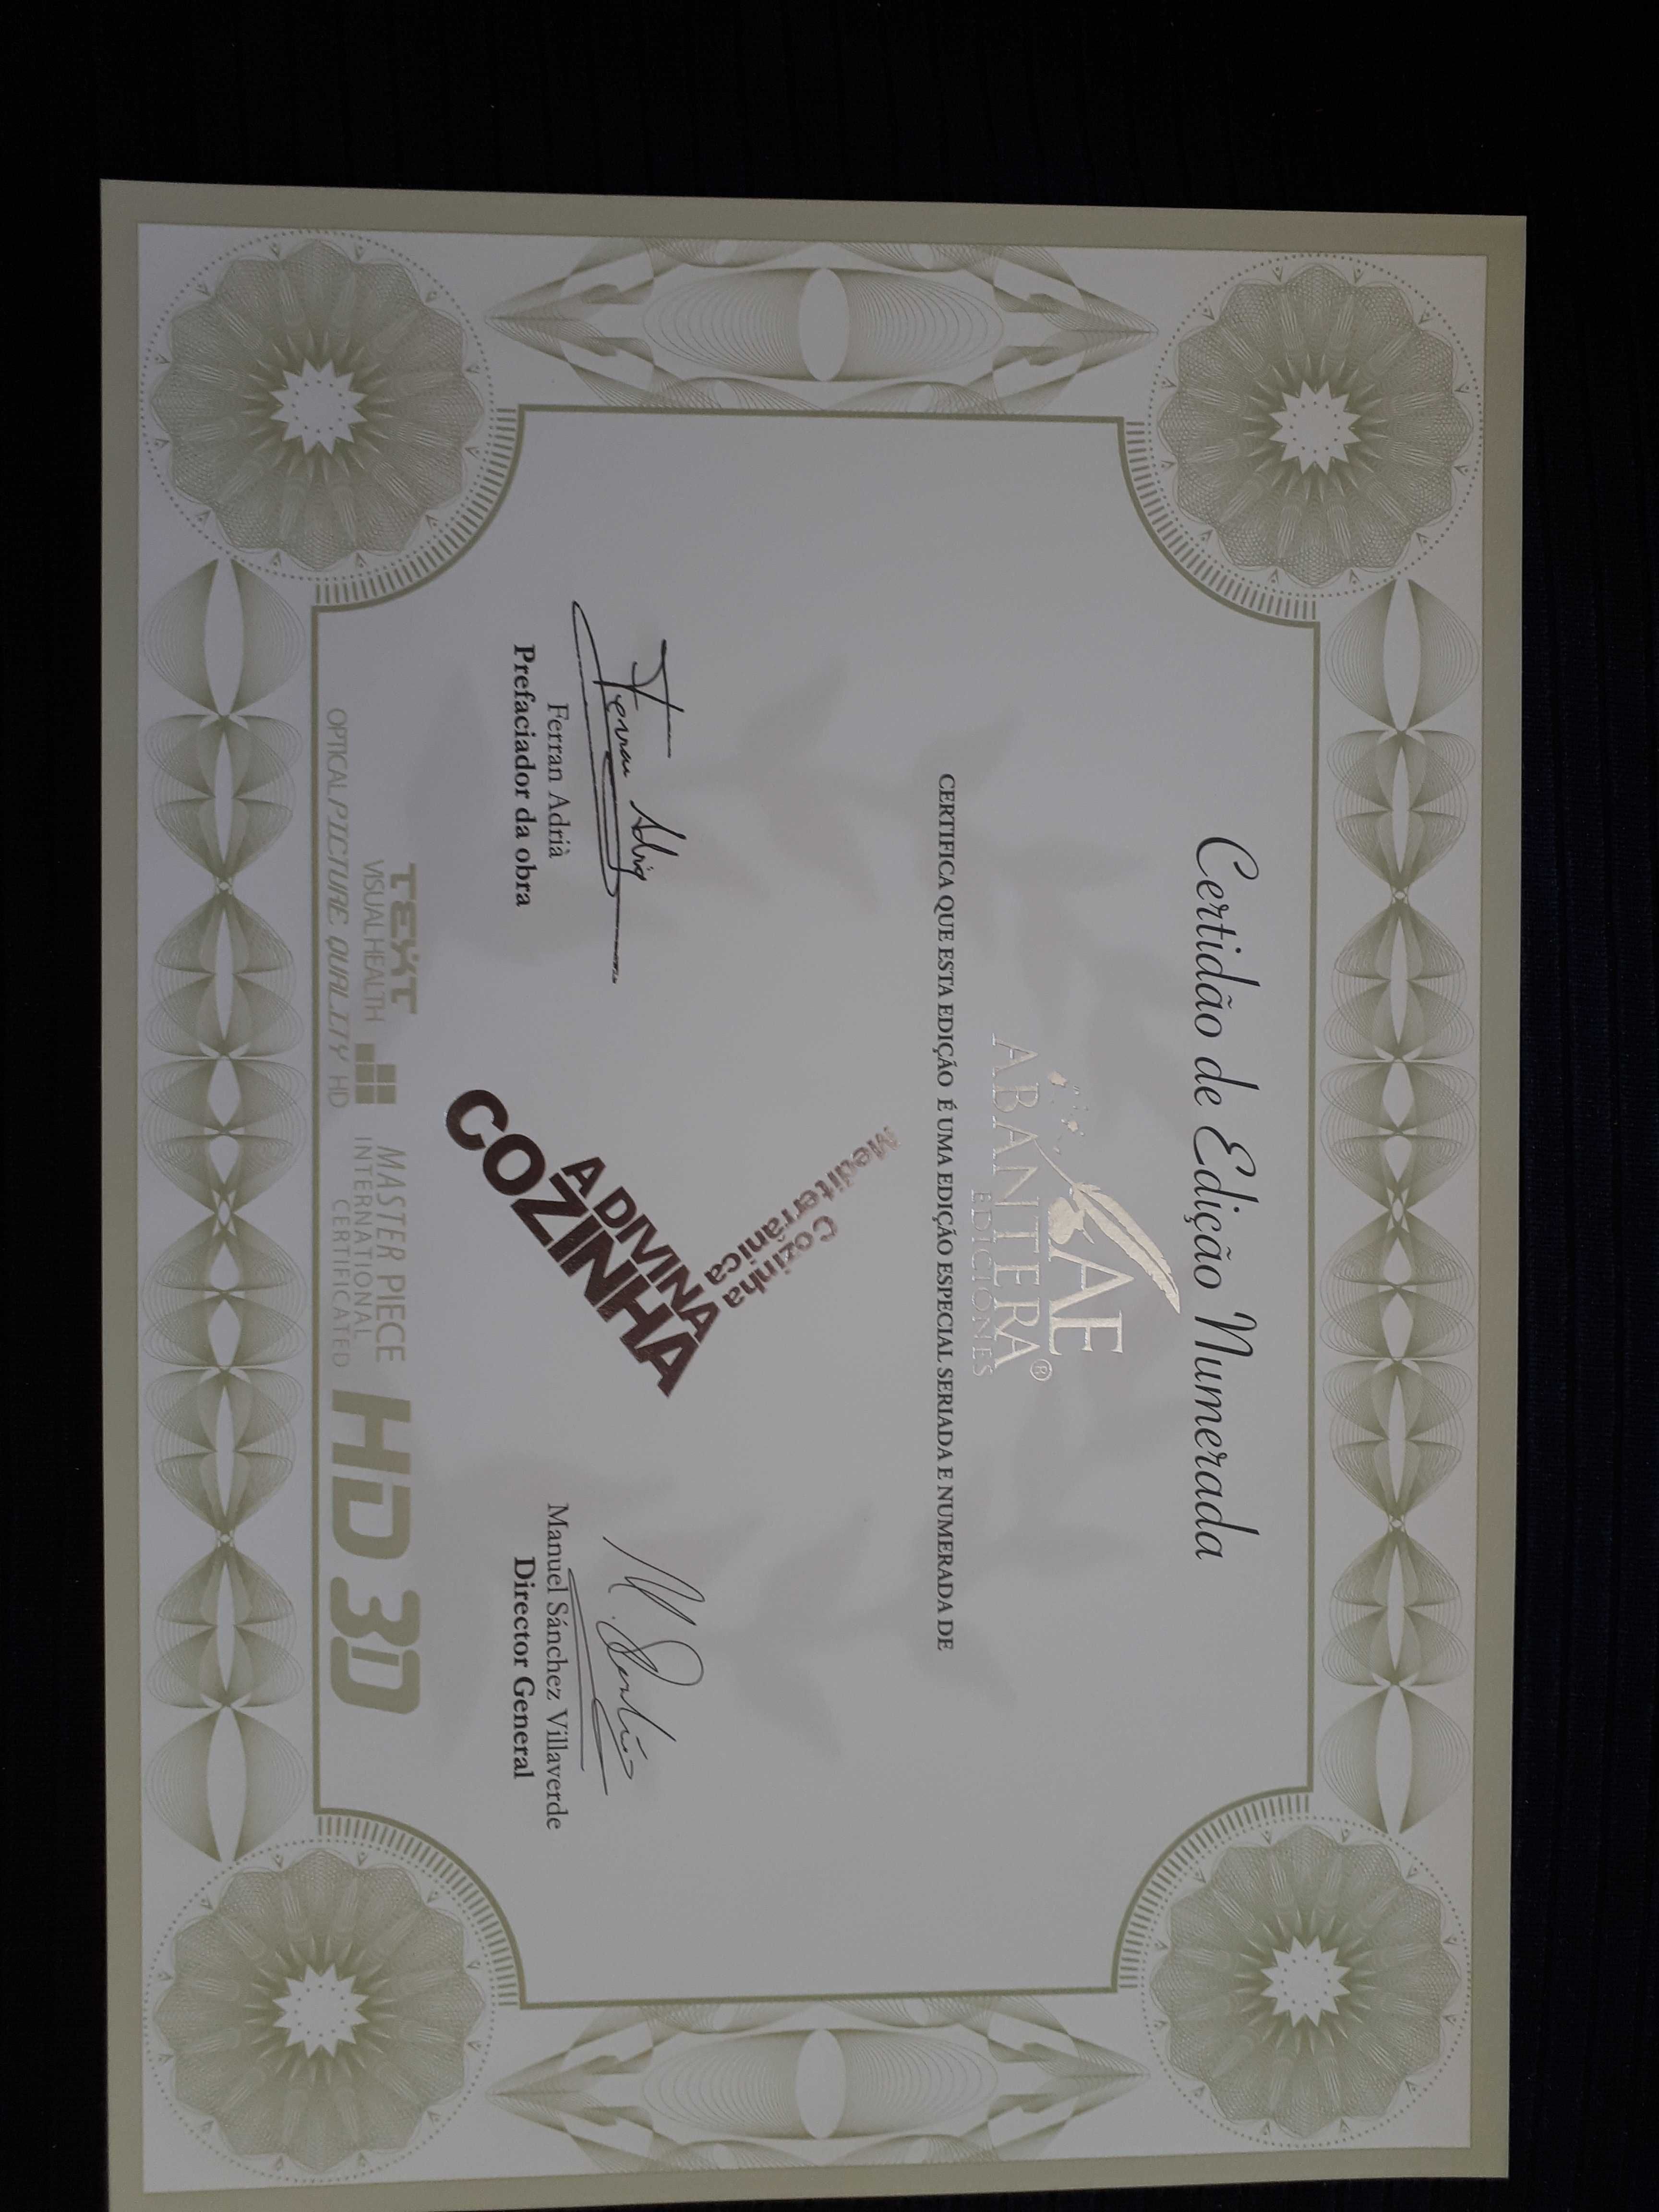 Certidão de Edição Numerada
AE
ABANTERA®
EDICIONES
CERTIFICA QUE ESTA EDIÇÃO É UMA EDIÇÃO ESPECIAL SERIADA E NUMERADA DE
Cozinha
Mediterrânica
A DIVINA
COZINHA
Ferran Adrià
Ferran Adrià
Prefaciador da obra
Manuel Sánchez Villaverde
Director General
TEXT
VISUAL HEALTH
OPTICAL PICTURE QUALITY HD
MASTER PIECE
INTERNATIONAL
CERTIFICATED
HD 3D